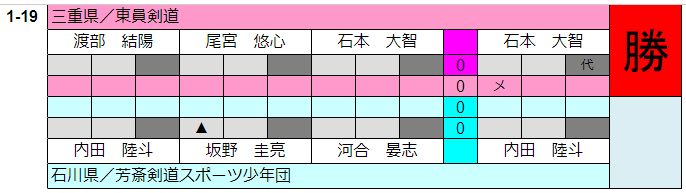 1-19 三重県／東員剣道 勝
渡部 結陽 尾宮 悠心 石本 大智 石本 大智
0 代
0 メ
0
▲ 0
内田 陸斗 坂野 圭亮 河合 晏志 内田 陸斗
石川県／芳斎剣道スポーツ少年団